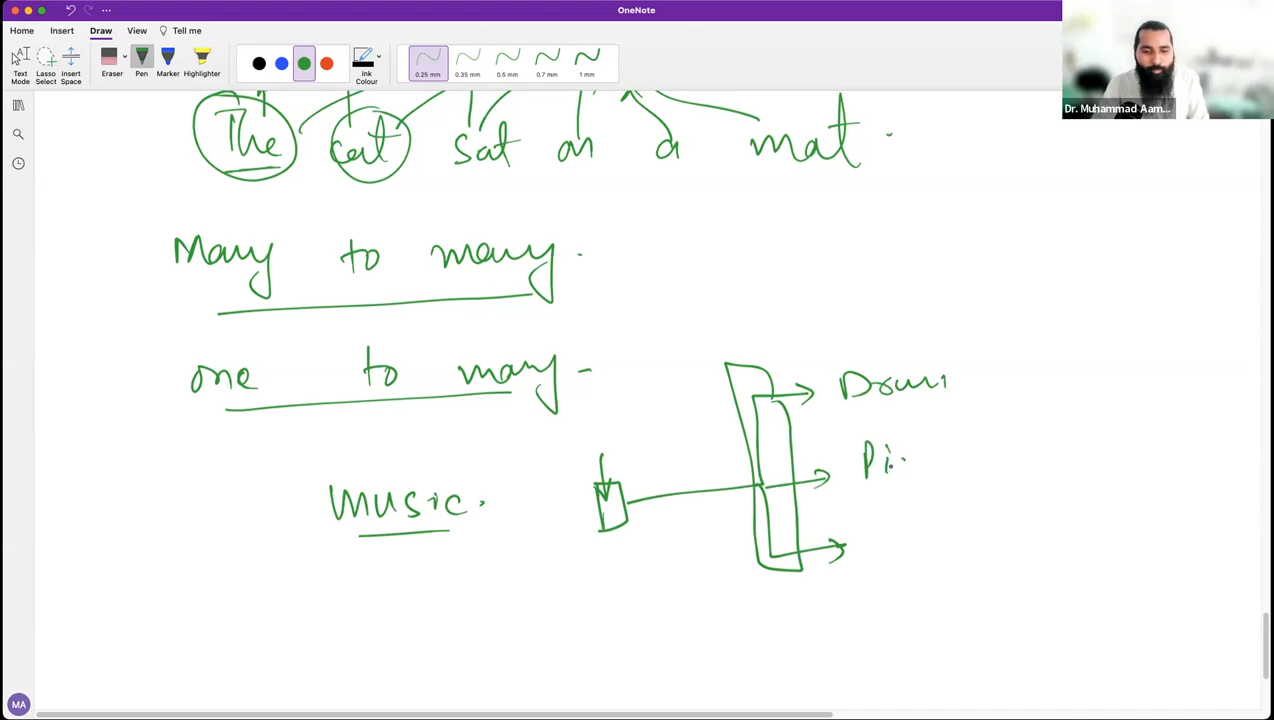 OneNote
Home Insert Draw View Tell me
Text Mode Lasso Select Insert Space Eraser Pen Marker Highlighter Ink Colour 0.25 mm 0.35 mm 0.5 mm 0.7 mm 1 mm
Dr. Muhammad Aam...
The cat sat on a mat.
Many to many.
one to many -
Drum
Pi
music.
MA